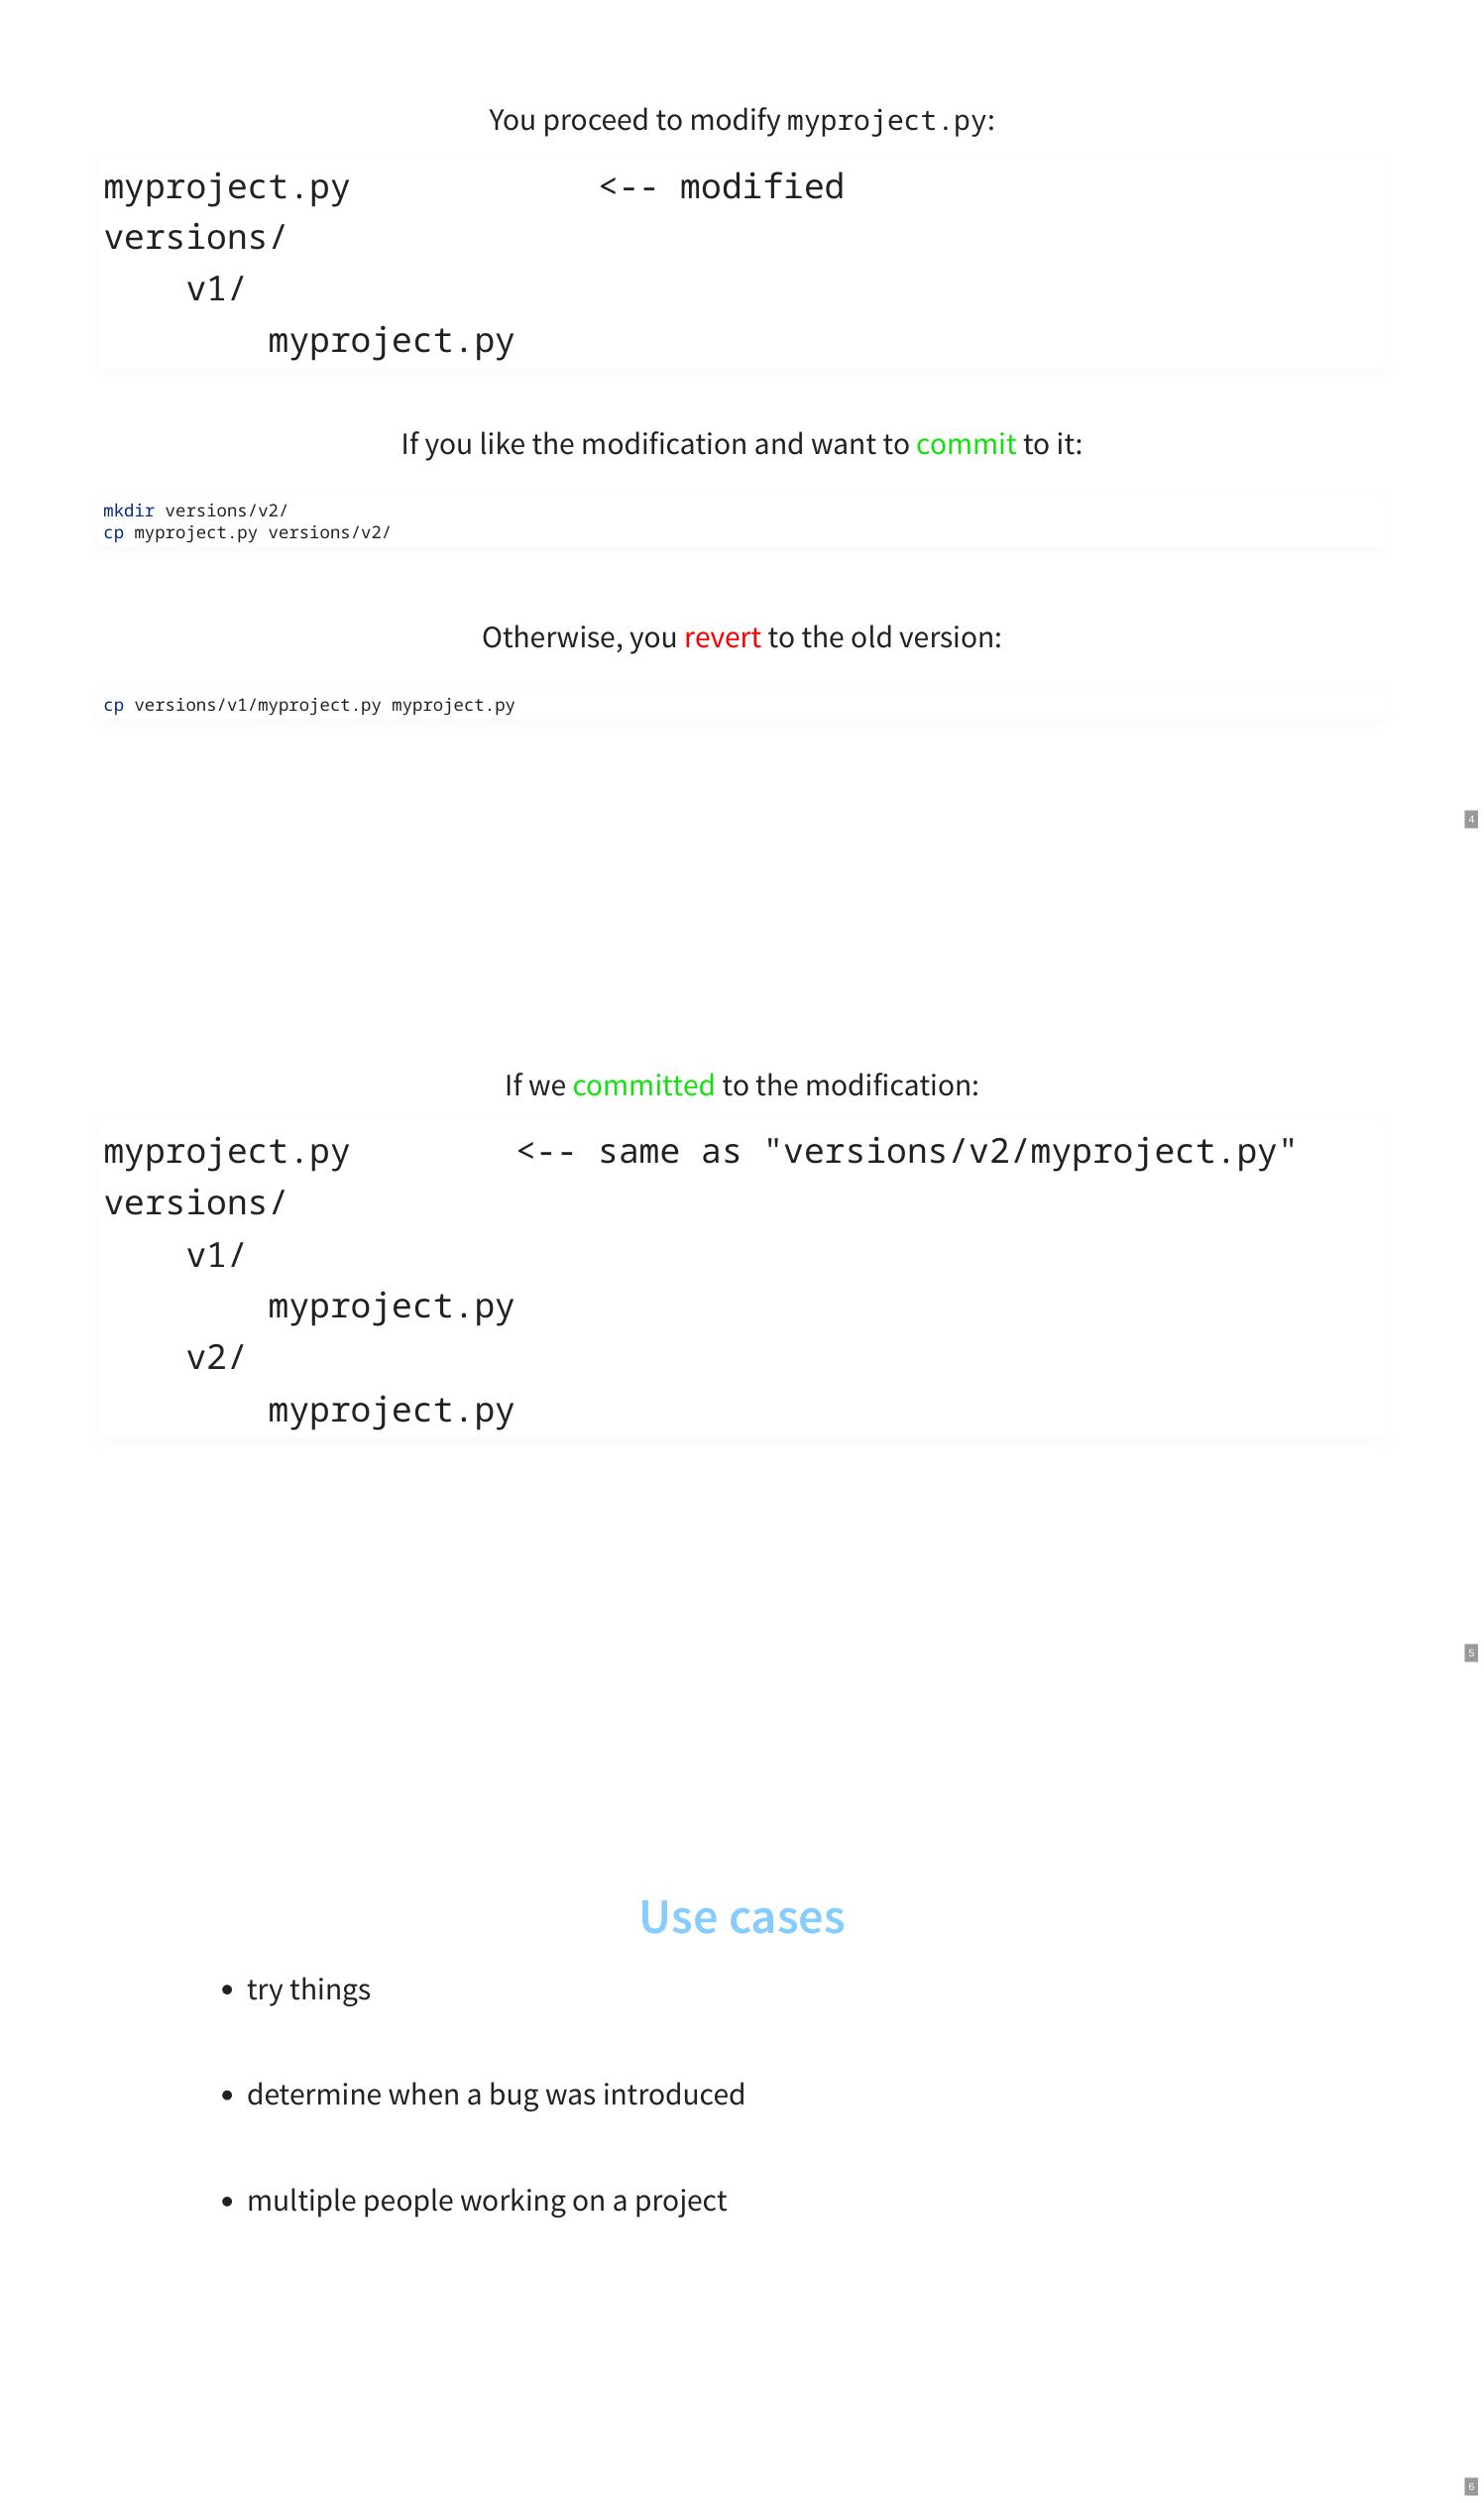 You proceed to modify myproject.py:
myproject.py            <-- modified
versions/
    v1/
        myproject.py
If you like the modification and want to commit to it:
mkdir versions/v2/
cp myproject.py versions/v2/
Otherwise, you revert to the old version:
cp versions/v1/myproject.py myproject.py
4
If we committed to the modification:
myproject.py        <-- same as "versions/v2/myproject.py"
versions/
    v1/
        myproject.py
    v2/
        myproject.py
5
Use cases
• try things
• determine when a bug was introduced
• multiple people working on a project
6